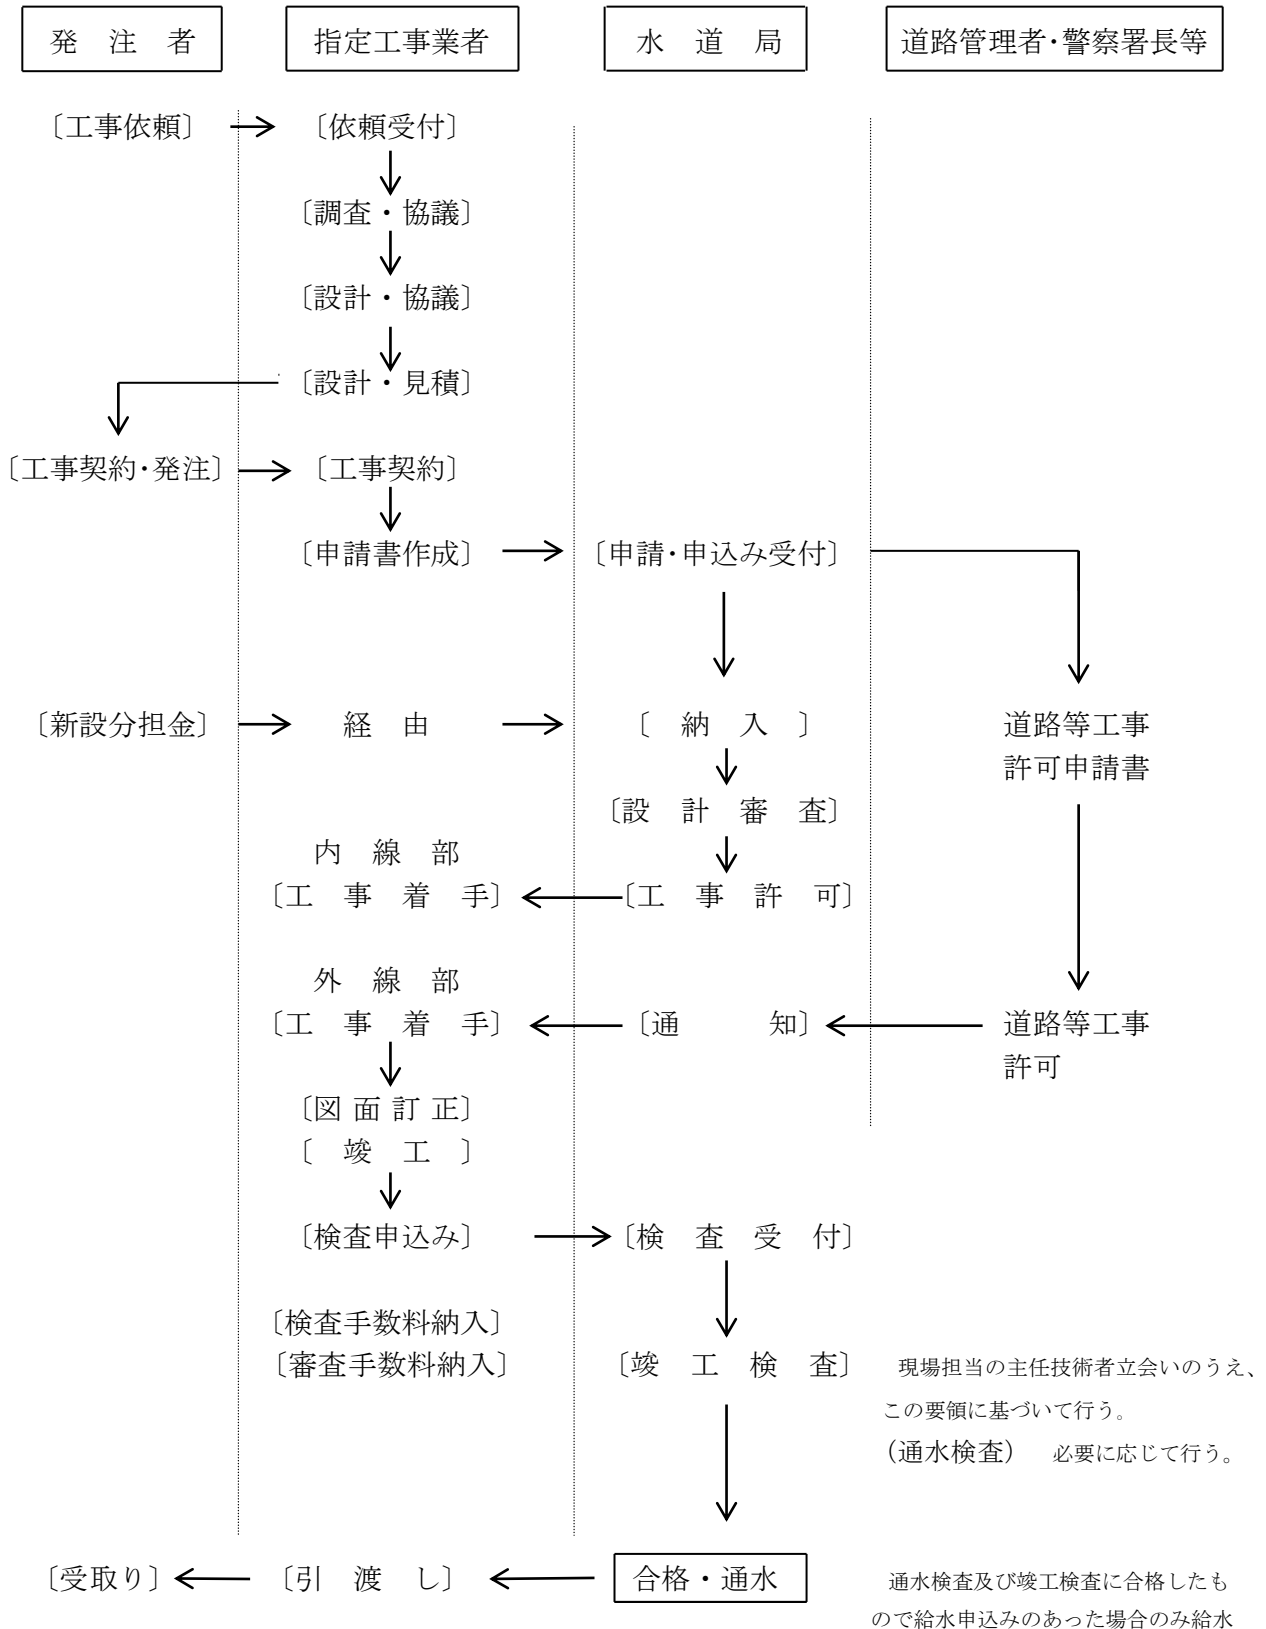 発　注　者　　指定工事業者　　水　道　局　　道路管理者・警察署長等
〔工事依頼〕　〔依頼受付〕
〔調査・協議〕
〔設計・協議〕
〔設計・見積〕
〔工事契約・発注〕　〔工事契約〕
〔申請書作成〕　〔申請・申込み受付〕
〔新設分担金〕　経　由　〔　納　入　〕　道路等工事
許可申請書
〔設　計　審　査〕
内　線　部
〔工　事　着　手〕　〔工　事　許　可〕
外　線　部
〔工　事　着　手〕　〔通　　　知〕　道路等工事
許可
〔図 面 訂 正〕
〔　竣　工　〕
〔検査申込み〕　〔検　査　受　付〕
〔検査手数料納入〕
〔審査手数料納入〕　〔竣　工　検　査〕　現場担当の主任技術者立会いのうえ、
この要領に基づいて行う。
（通水検査）　必要に応じて行う。
〔受取り〕　〔引　渡　し〕　合格・通水　通水検査及び竣工検査に合格したも
ので給水申込みのあった場合のみ給水